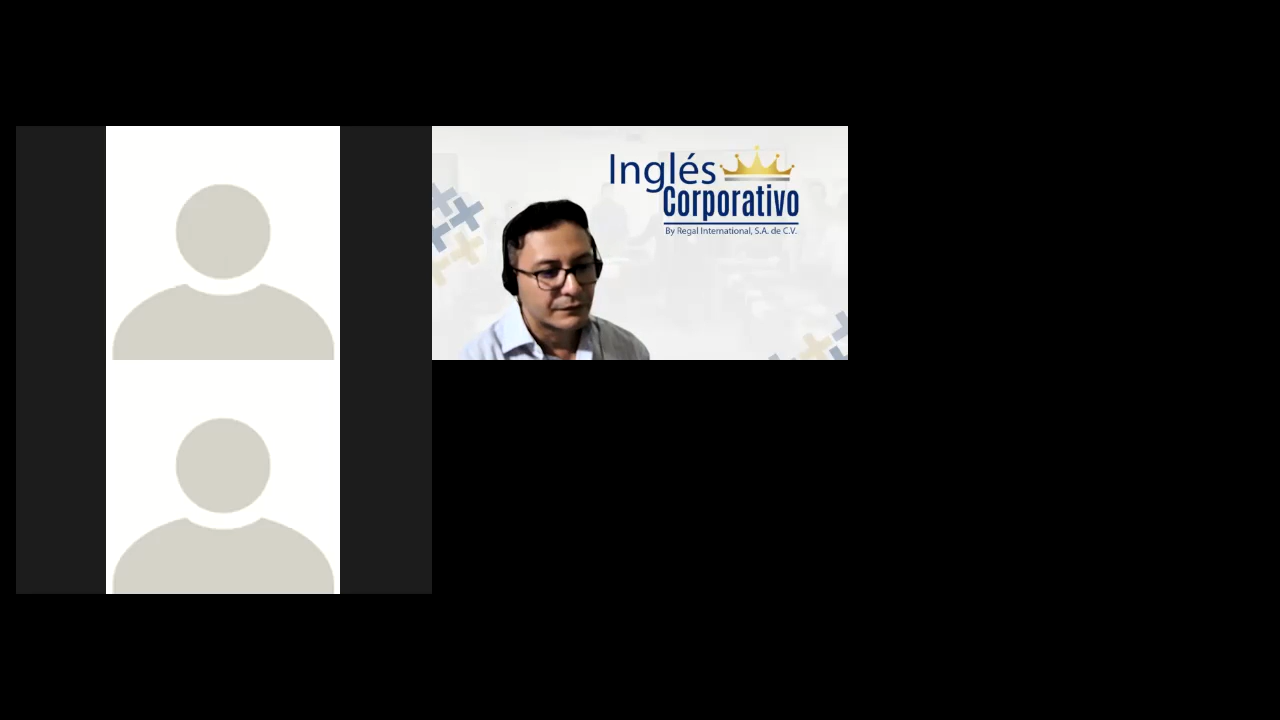 Inglés
Corporativo
By Regal International, S.A. de C.V.